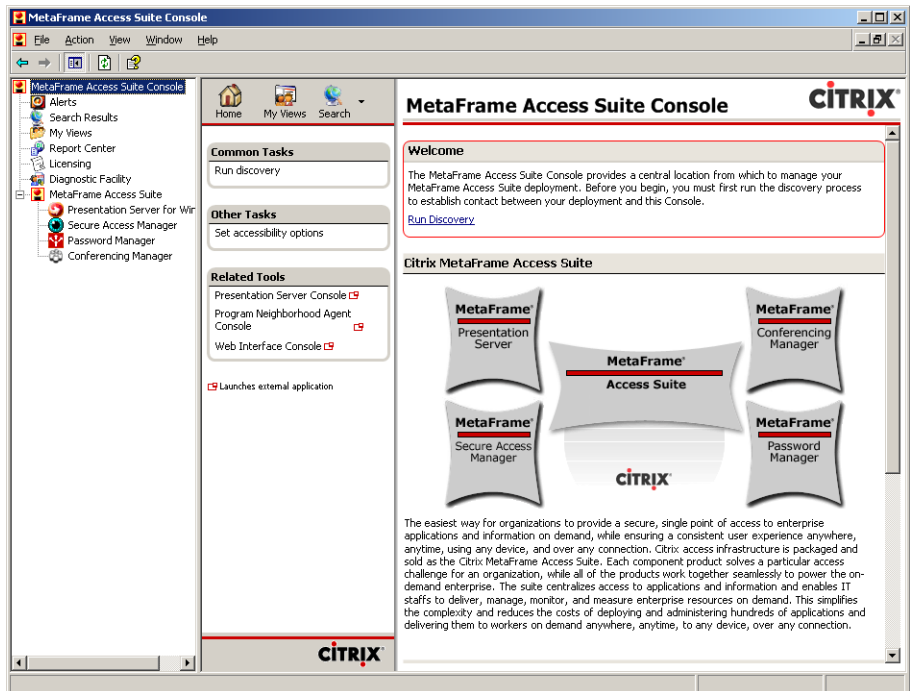 MetaFrame Access Suite Console
File Action View Window Help
MetaFrame Access Suite Console
Alerts
Search Results
My Views
Report Center
Licensing
Diagnostic Facility
MetaFrame Access Suite
Presentation Server for Wir
Secure Access Manager
Password Manager
Conferencing Manager
Home My Views Search
Common Tasks
Run discovery
Other Tasks
Set accessibility options
Related Tools
Presentation Server Console
Program Neighborhood Agent
Console
Web Interface Console
Launches external application
CİTRIX
MetaFrame Access Suite Console
CITRIX
Welcome
The MetaFrame Access Suite Console provides a central location from which to manage your
MetaFrame Access Suite deployment. Before you begin, you must first run the discovery process
to establish contact between your deployment and this Console.
Run Discovery
Citrix MetaFrame Access Suite
MetaFrame
Presentation
Server
MetaFrame
Conferencing
Manager
MetaFrame
Access Suite
MetaFrame
Secure Access
Manager
MetaFrame
Password
Manager
CITRIX
The easiest way for organizations to provide a secure, single point of access to enterprise
applications and information on demand, while ensuring a consistent user experience anywhere,
anytime, using any device, and over any connection. Citrix access infrastructure is packaged and
sold as the Citrix MetaFrame Access Suite. Each component product solves a particular access
challenge for an organization, while all of the products work together seamlessly to power the on-
demand enterprise. The suite centralizes access to applications and information and enables IT
staffs to deliver, manage, monitor, and measure enterprise resources on demand. This simplifies
the complexity and reduces the costs of deploying and administering hundreds of applications and
delivering them to workers on demand anywhere, anytime, to any device, over any connection.